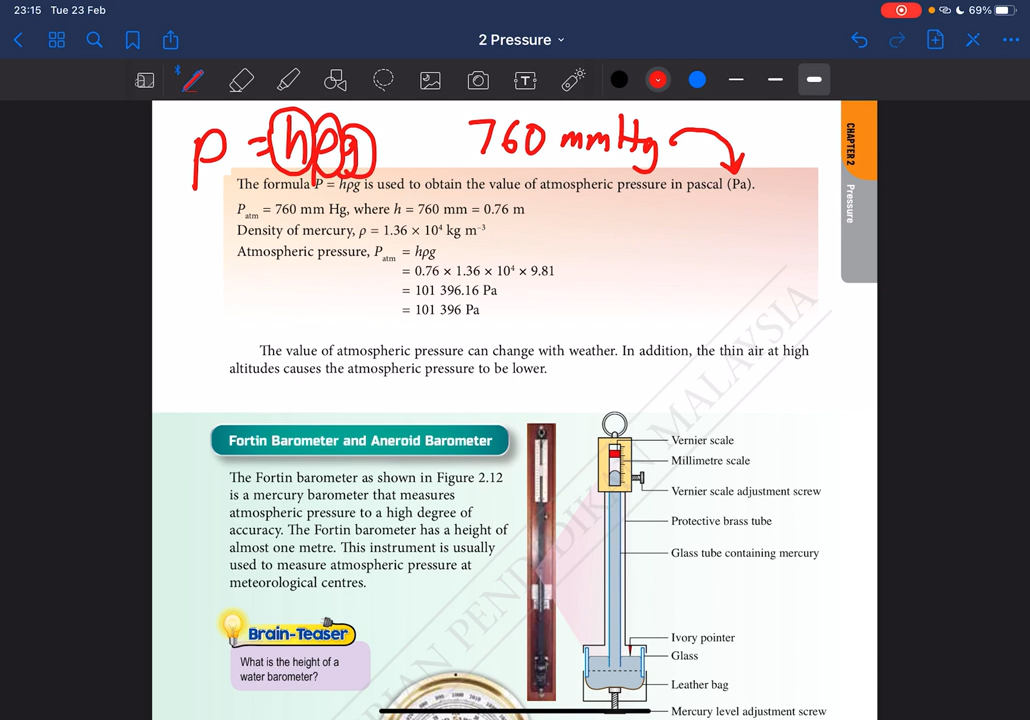 23:15 Tue 23 Feb
69%
2 Pressure
T
P = hρg
760 mmHg
CHAPTER 2
Pressure
The formula P = hρg is used to obtain the value of atmospheric pressure in pascal (Pa).
Patm = 760 mm Hg, where h = 760 mm = 0.76 m
Density of mercury, ρ = 1.36 × 10⁴ kg m⁻³
Atmospheric pressure, Patm = hρg
= 0.76 × 1.36 × 10⁴ × 9.81
= 101 396.16 Pa
= 101 396 Pa
The value of atmospheric pressure can change with weather. In addition, the thin air at high
altitudes causes the atmospheric pressure to be lower.
Fortin Barometer and Aneroid Barometer
The Fortin barometer as shown in Figure 2.12
is a mercury barometer that measures
atmospheric pressure to a high degree of
accuracy. The Fortin barometer has a height of
almost one metre. This instrument is usually
used to measure atmospheric pressure at
meteorological centres.
Brain-Teaser
What is the height of a
water barometer?
Vernier scale
Millimetre scale
Vernier scale adjustment screw
Protective brass tube
Glass tube containing mercury
Ivory pointer
Glass
Leather bag
Mercury level adjustment screw
PENDIDIKAN MALAYSIA